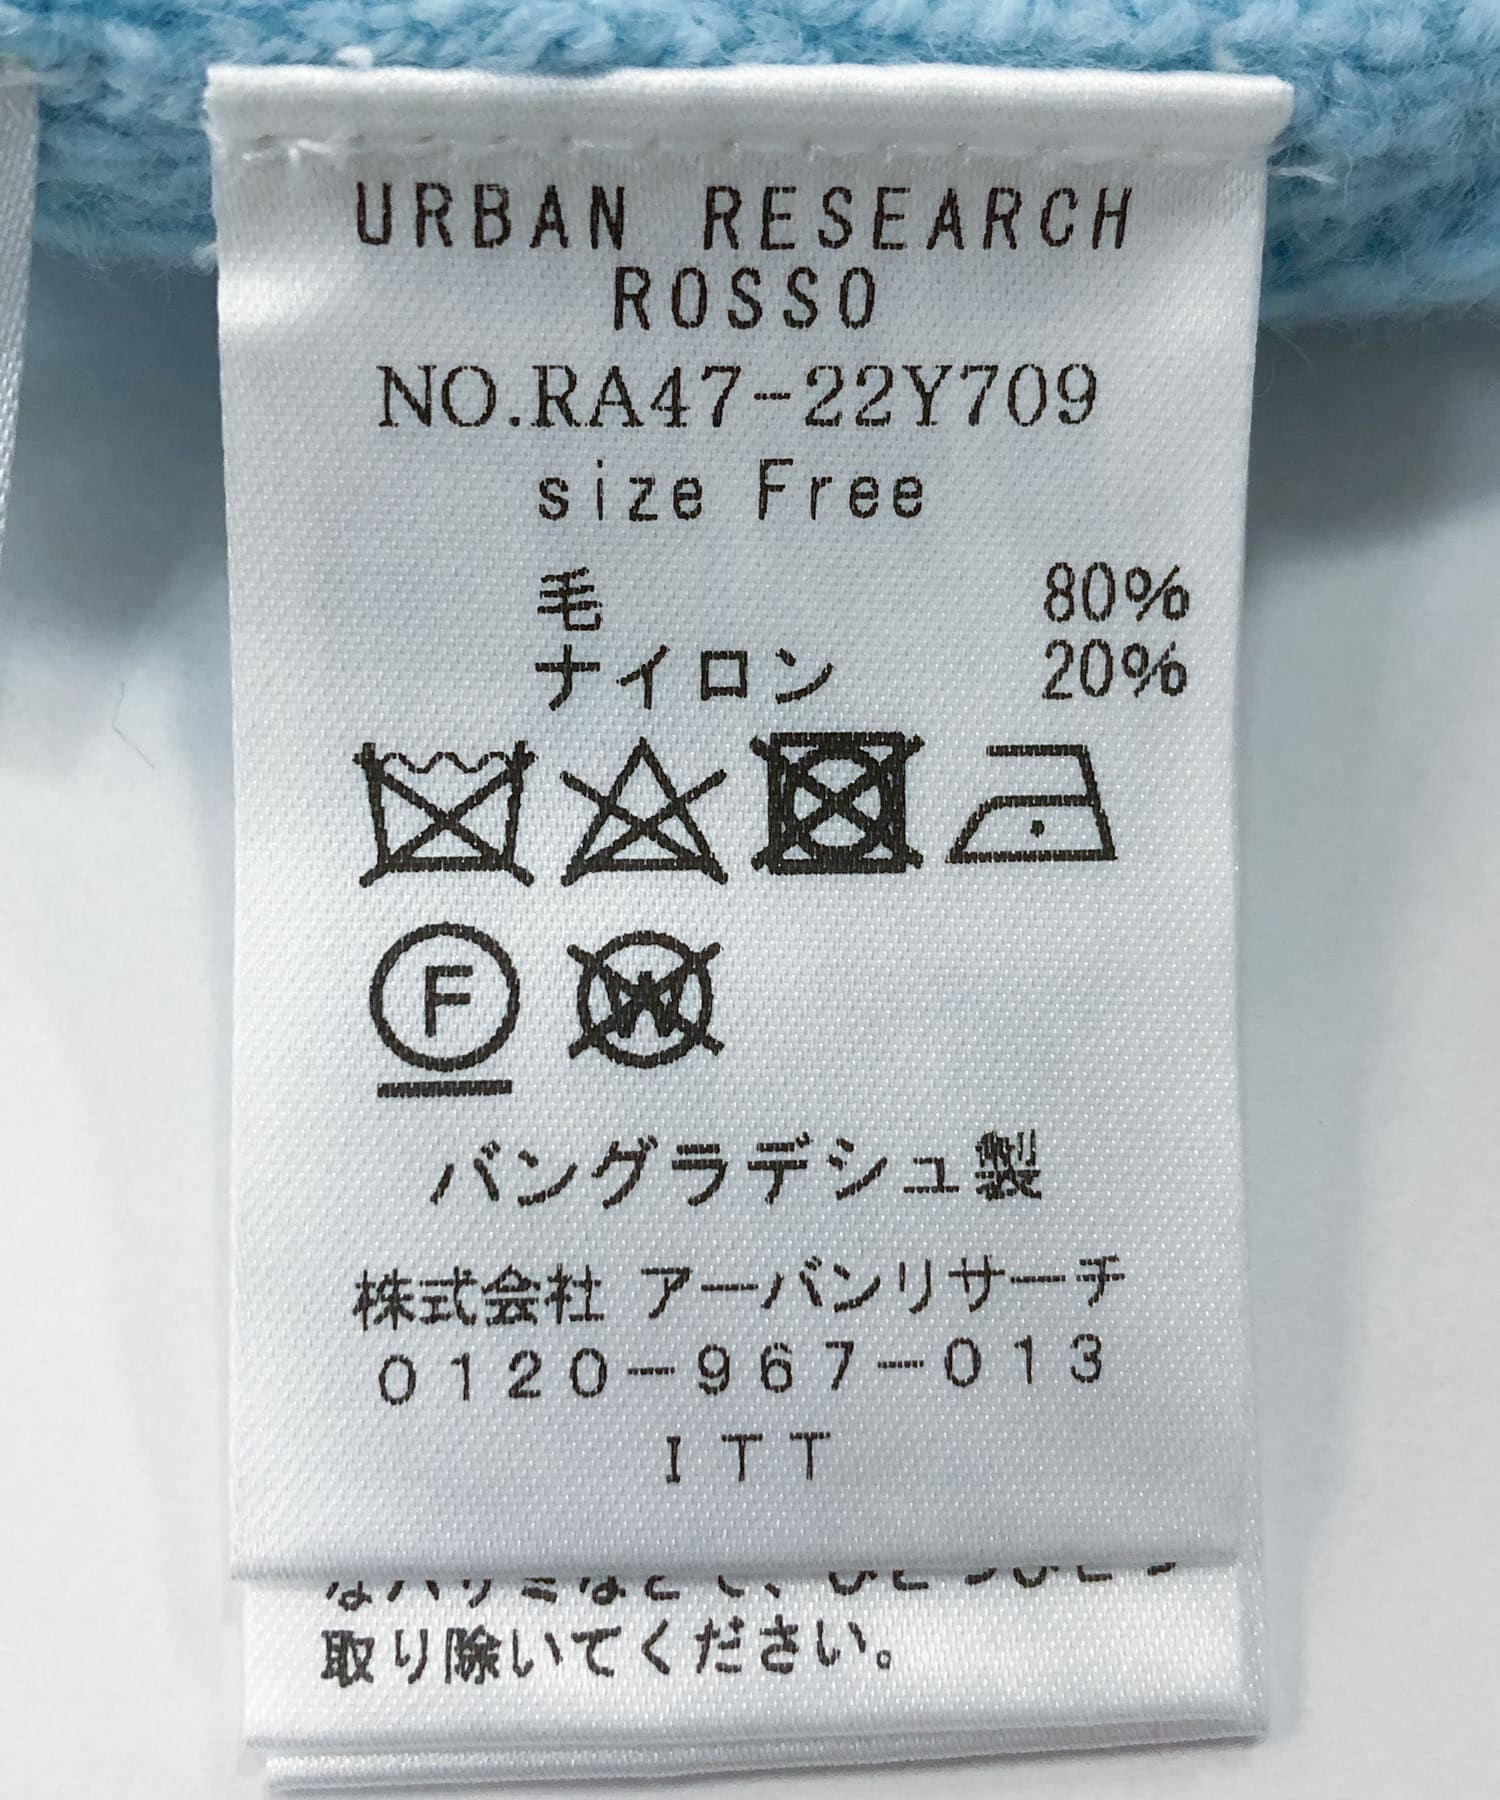 URBAN RESEARCH
ROSSO
NO.RA47-22Y709
size Free
毛 80%
ナイロン 20%
F W
バングラデシュ製
株式会社 アーバンリサーチ
0120-967-013
ITT
取り除いてください。